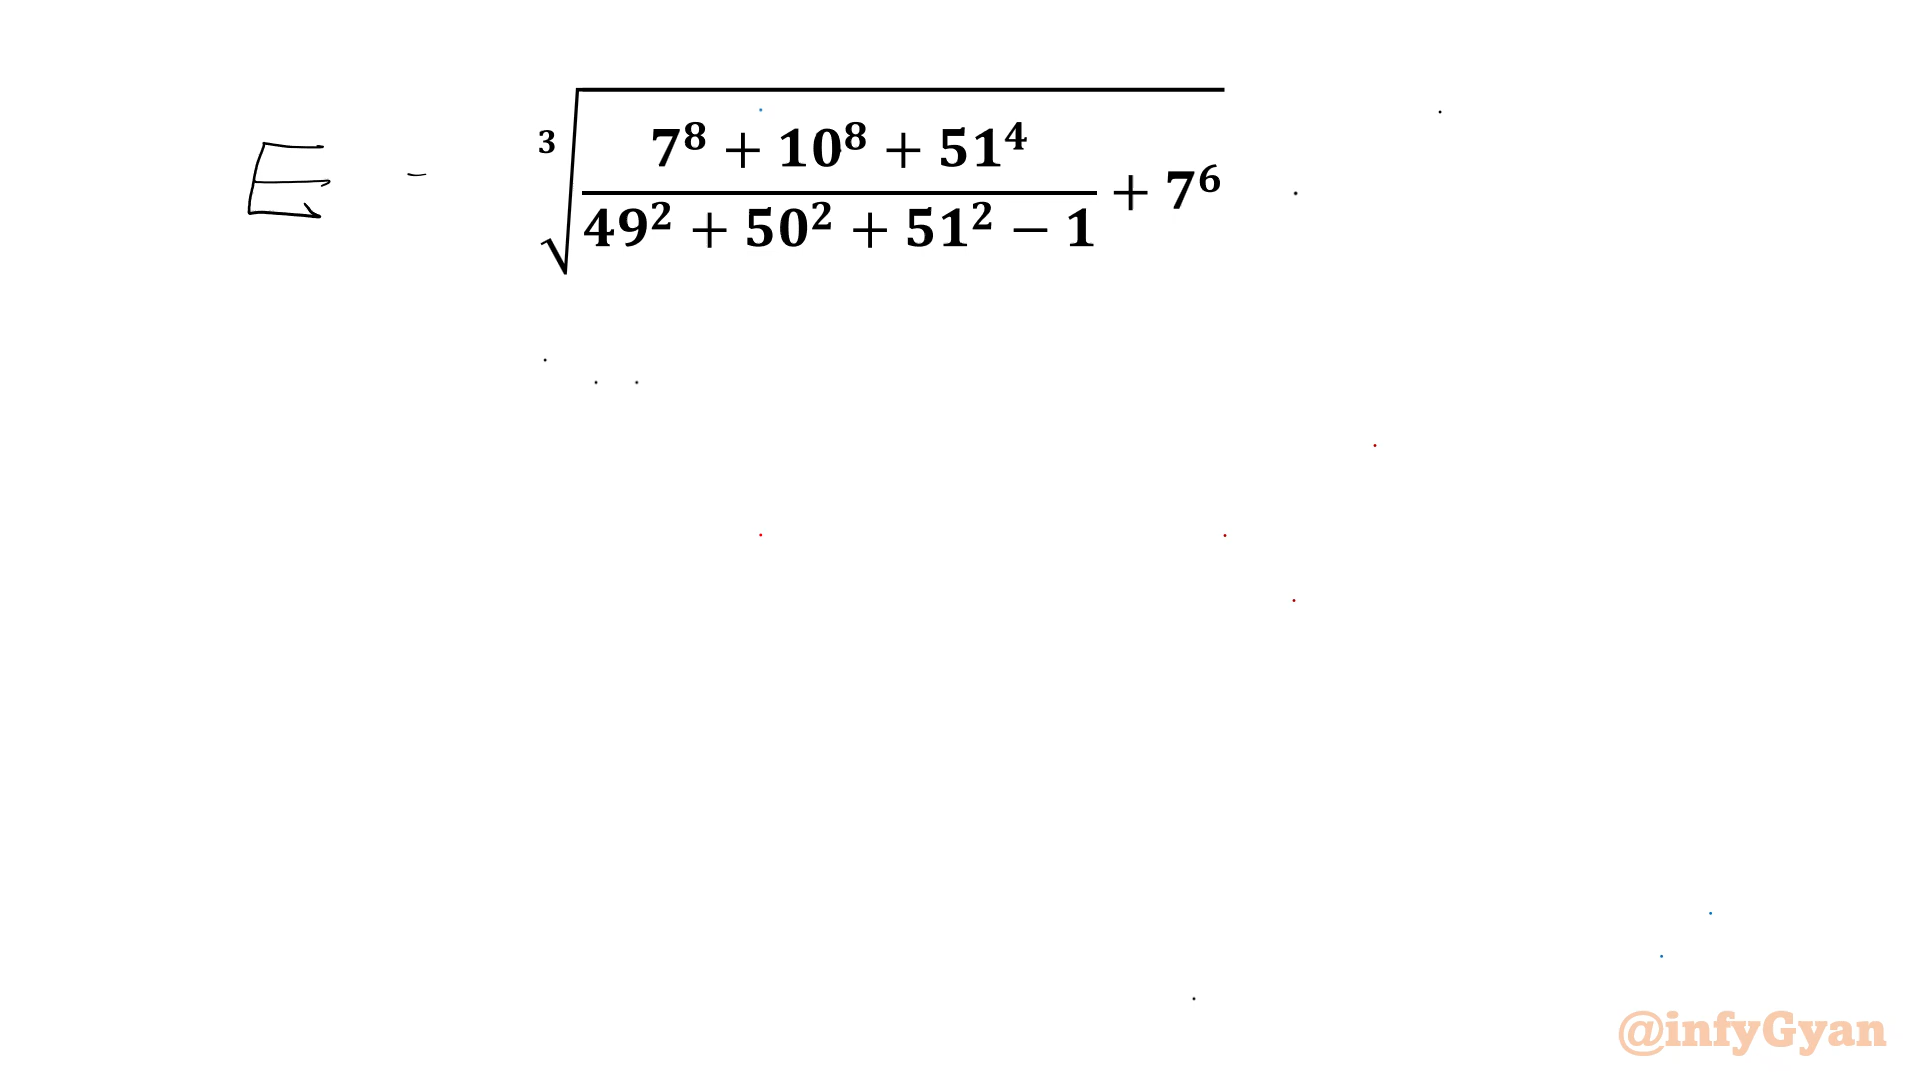 E - ∛((7⁸ + 10⁸ + 51⁴)/(49² + 50² + 51² − 1) + 7⁶)
@infyGyan